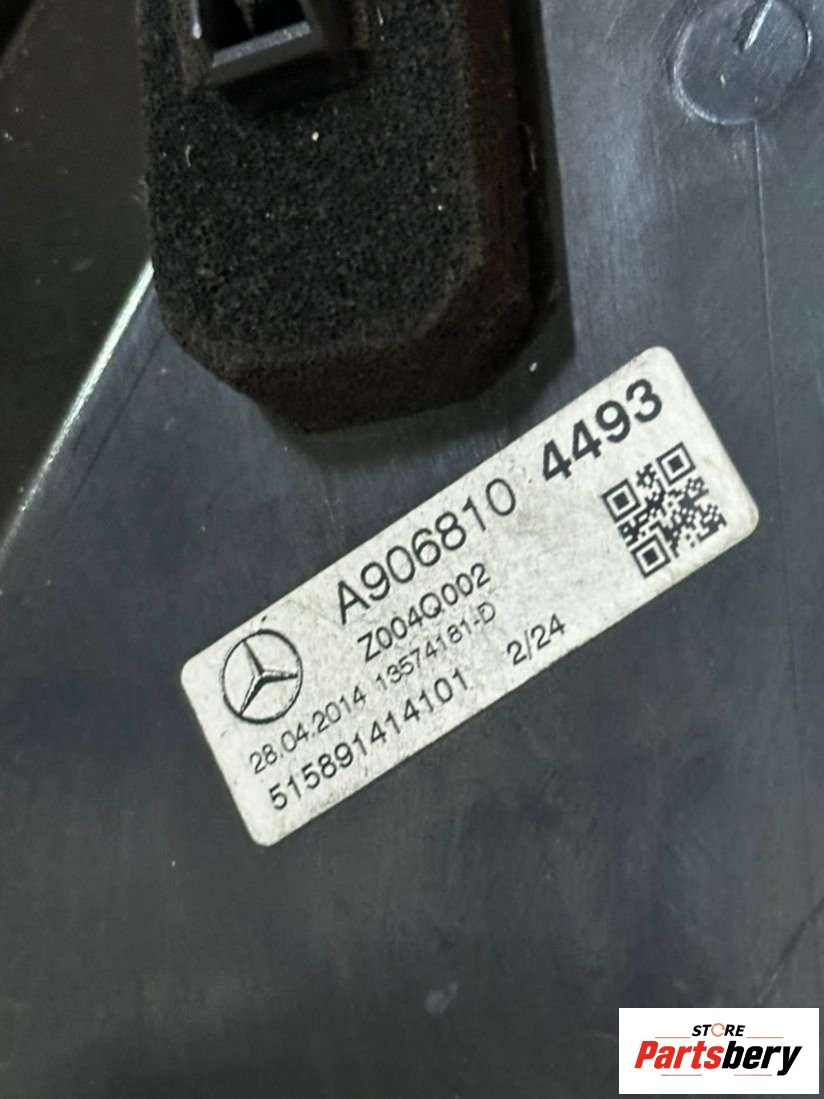 A906810 4493
Z004Q002
28.04.2014 13574181-D
515891414101 2/24
STORE
Partsbery